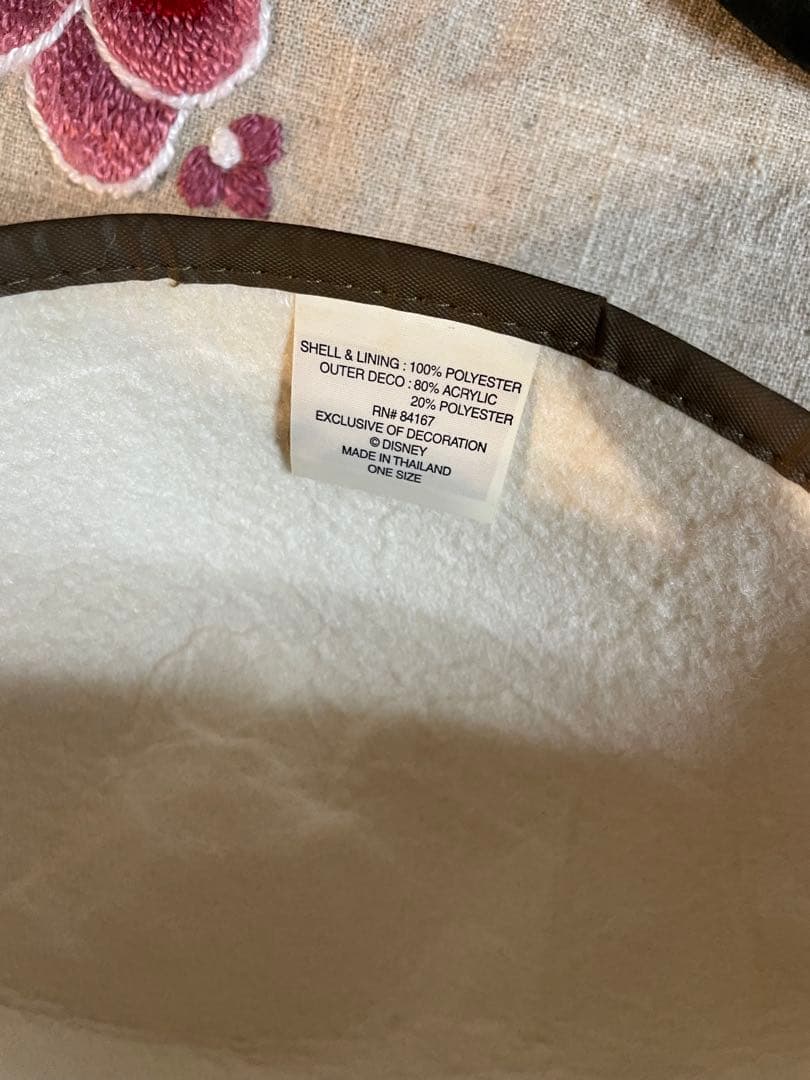 SHELL & LINING : 100% POLYESTER
OUTER DECO : 80% ACRYLIC
20% POLYESTER
RN# 84167
EXCLUSIVE OF DECORATION
© DISNEY
MADE IN THAILAND
ONE SIZE